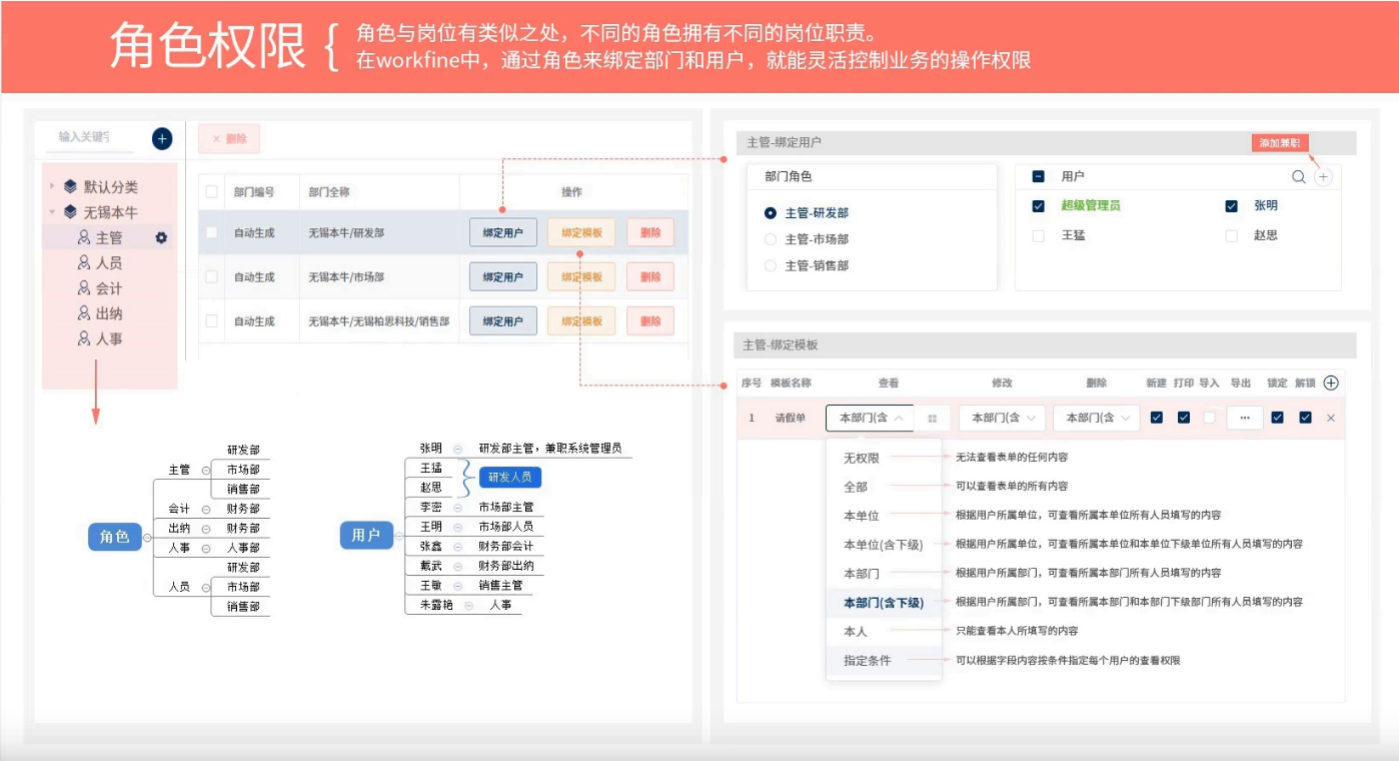 角色权限
角色与岗位有类似之处，不同的角色拥有不同的岗位职责。
在workfine中，通过角色来绑定部门和用户，就能灵活控制业务的操作权限
输入关键字
× 删除
默认分类
无锡本牛
主管
人员
会计
出纳
人事
部门编号 部门全称 操作
自动生成 无锡本牛/研发部 绑定用户 绑定模板 删除
自动生成 无锡本牛/市场部 绑定用户 绑定模板 删除
自动生成 无锡本牛/无锡柏思科技/销售部 绑定用户 绑定模板 删除
角色
主管
研发部
市场部
销售部
会计 财务部
出纳 财务部
人事 人事部
人员
研发部
市场部
销售部
用户
张明 研发部主管，兼职系统管理员
王猛
赵思
研发人员
李密 市场部主管
王明 市场部人员
张鑫 财务部会计
戴武 财务部出纳
王敏 销售主管
朱露艳 人事
主管-绑定用户
添加兼职
部门角色
主管-研发部
主管-市场部
主管-销售部
用户
超级管理员 张明
王猛 赵思
主管-绑定模板
序号 模板名称 查看 修改 删除 新建 打印 导入 导出 锁定 解锁
1 请假单 本部门(含 本部门(含 本部门(含 ... ×
无权限 无法查看表单的任何内容
全部 可以查看表单的所有内容
本单位 根据用户所属单位，可查看所属本单位所有人员填写的内容
本单位(含下级) 根据用户所属单位，可查看所属本单位和本单位下级单位所有人员填写的内容
本部门 根据用户所属部门，可查看所属本部门所有人员填写的内容
本部门(含下级) 根据用户所属部门，可查看所属本部门和本部门下级部门所有人员填写的内容
本人 只能查看本人所填写的内容
指定条件 可以根据字段内容按条件指定每个用户的查看权限